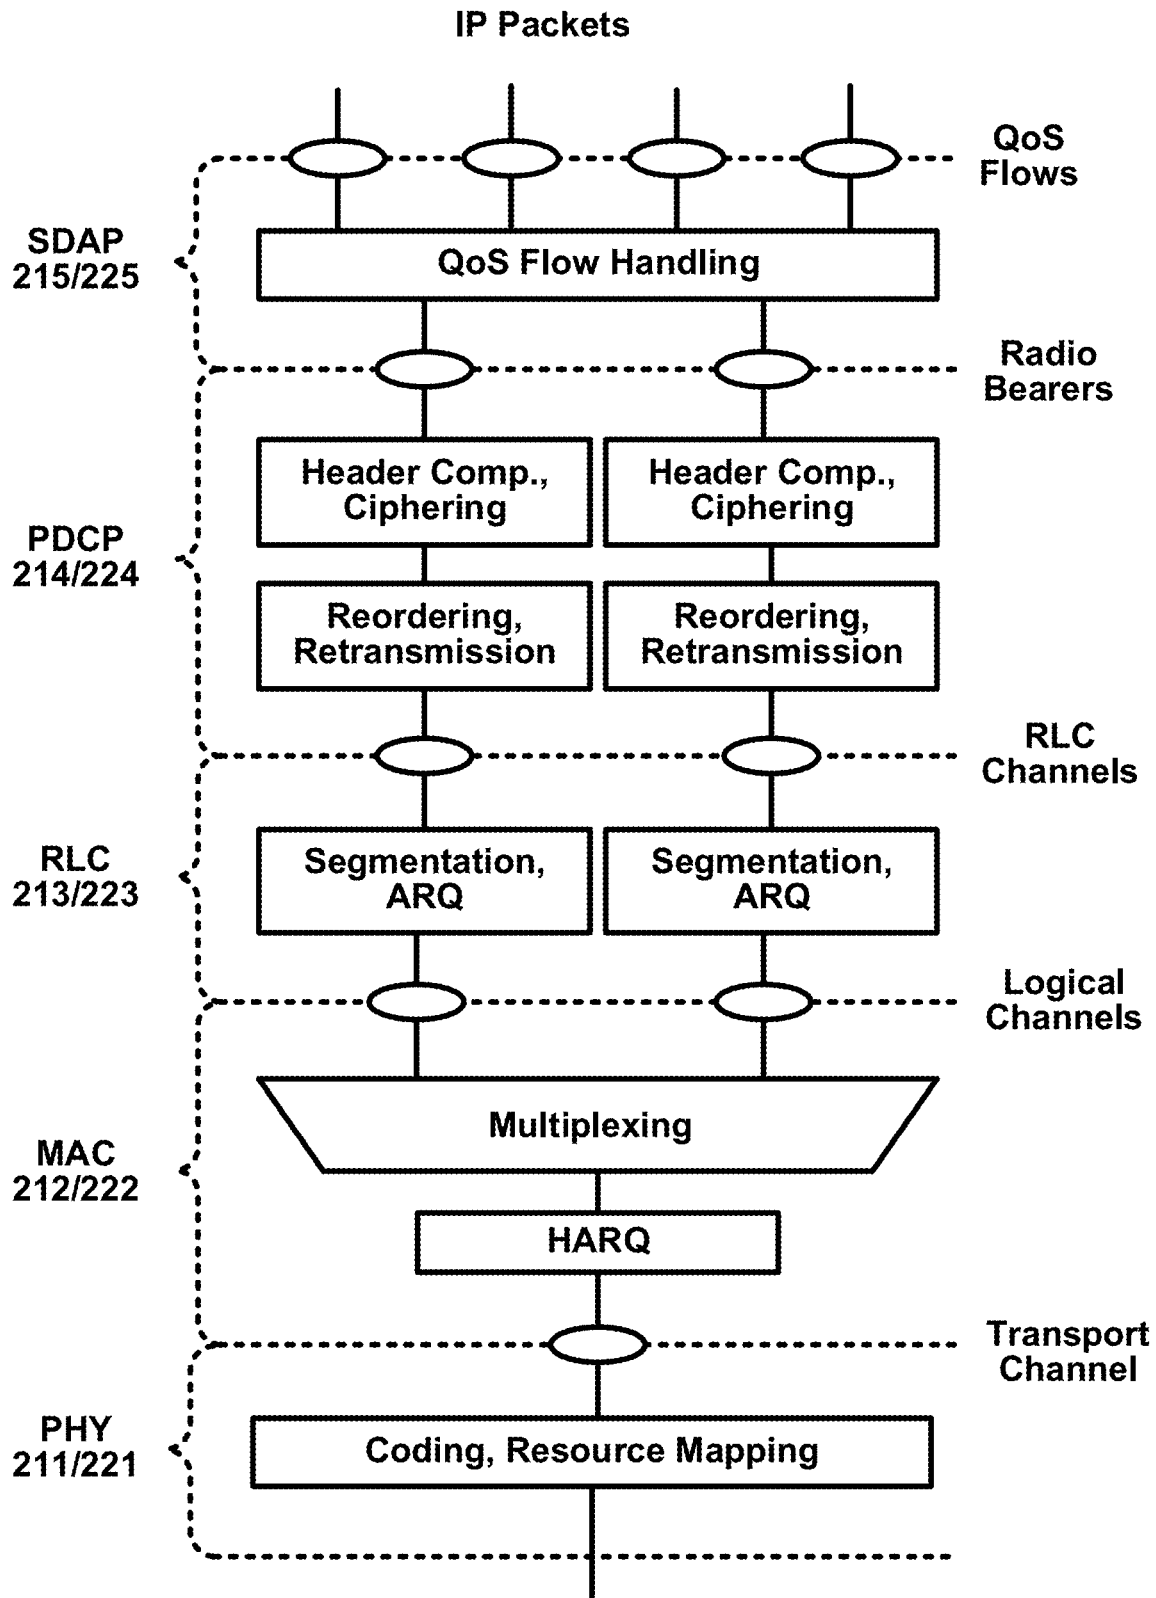 IP Packets
QoS
Flows
SDAP
215/225
QoS Flow Handling
Radio
Bearers
Header Comp.,
Ciphering
Header Comp.,
Ciphering
PDCP
214/224
Reordering,
Retransmission
Reordering,
Retransmission
RLC
Channels
RLC
213/223
Segmentation,
ARQ
Segmentation,
ARQ
Logical
Channels
Multiplexing
MAC
212/222
HARQ
Transport
Channel
PHY
211/221
Coding, Resource Mapping